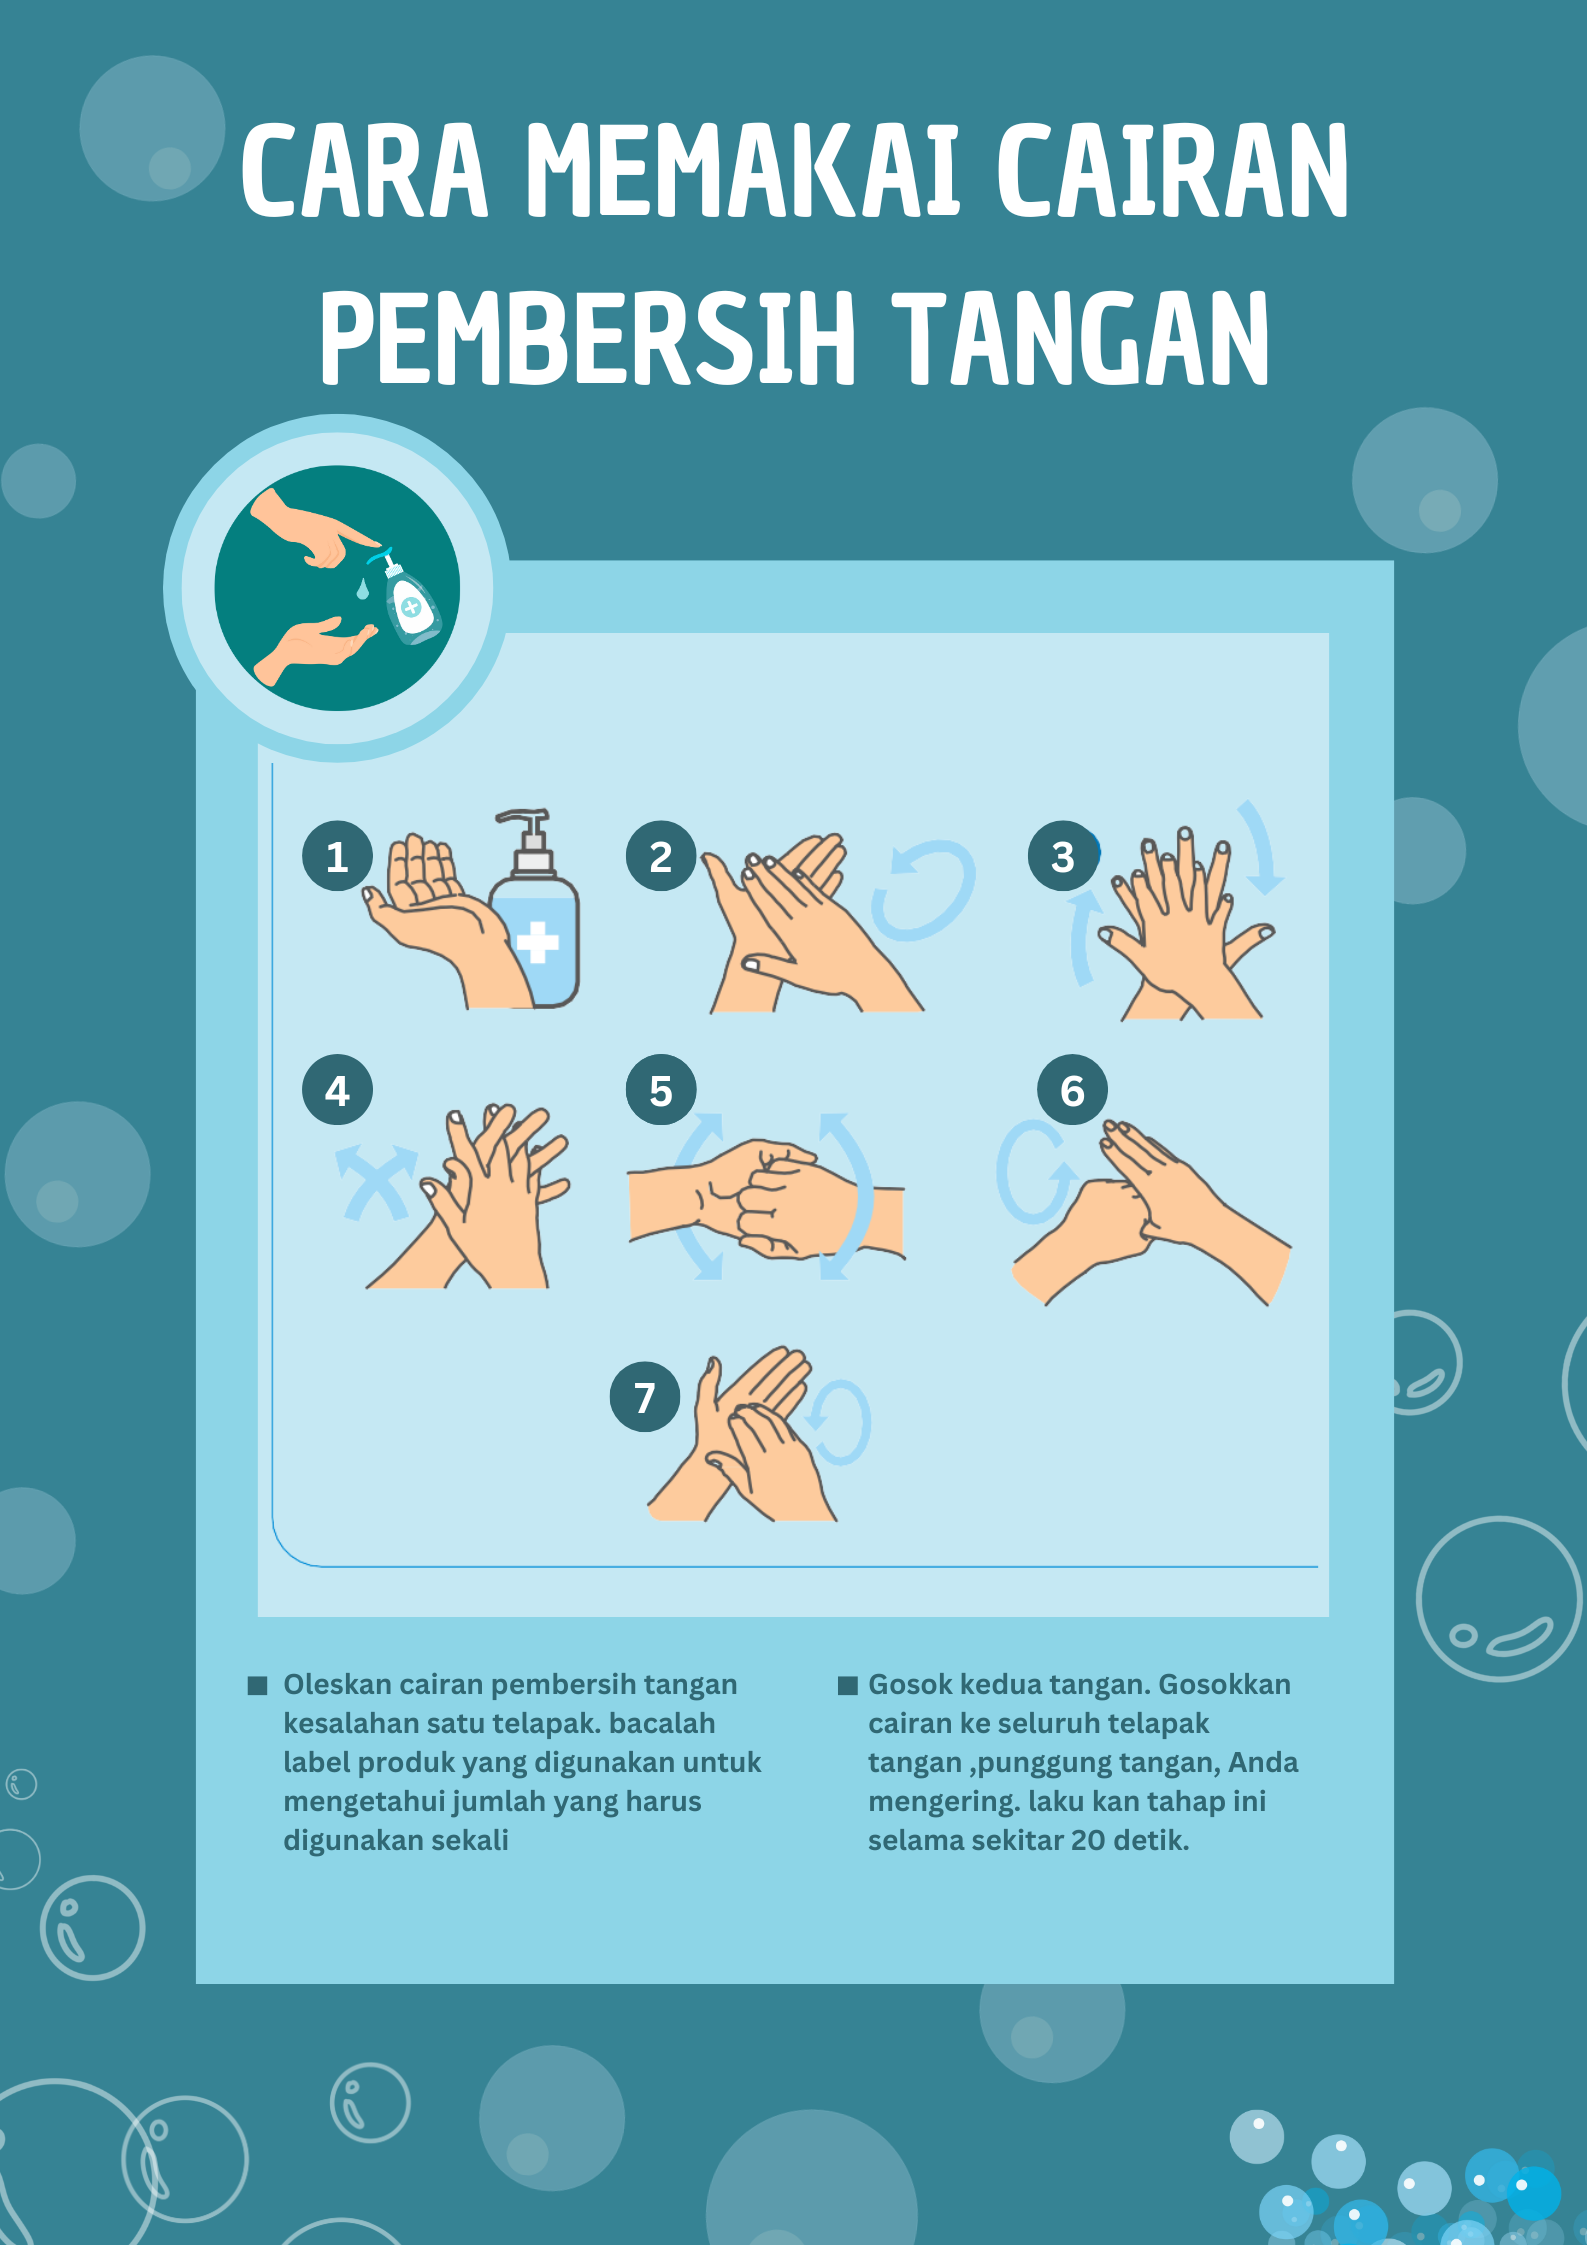 CARA MEMAKAI CAIRAN
PEMBERSIH TANGAN
1
2
3
4
5
6
7
Oleskan cairan pembersih tangan
kesalahan satu telapak. bacalah
label produk yang digunakan untuk
mengetahui jumlah yang harus
digunakan sekali
Gosok kedua tangan. Gosokkan
cairan ke seluruh telapak
tangan ,punggung tangan, Anda
mengering. laku kan tahap ini
selama sekitar 20 detik.